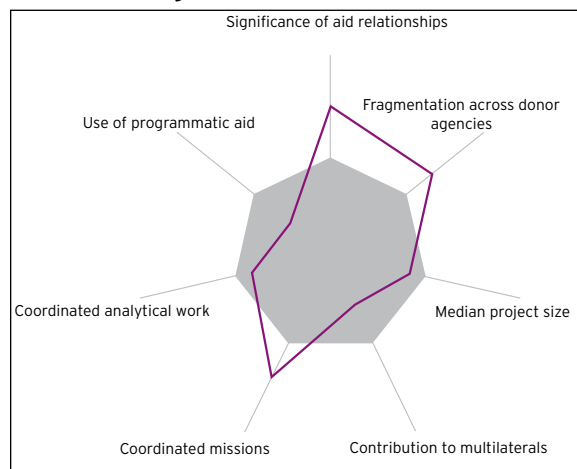 Significance of aid relationships
Fragmentation across donor
agencies
Use of programmatic aid
Coordinated analytical work
Median project size
Coordinated missions
Contribution to multilaterals